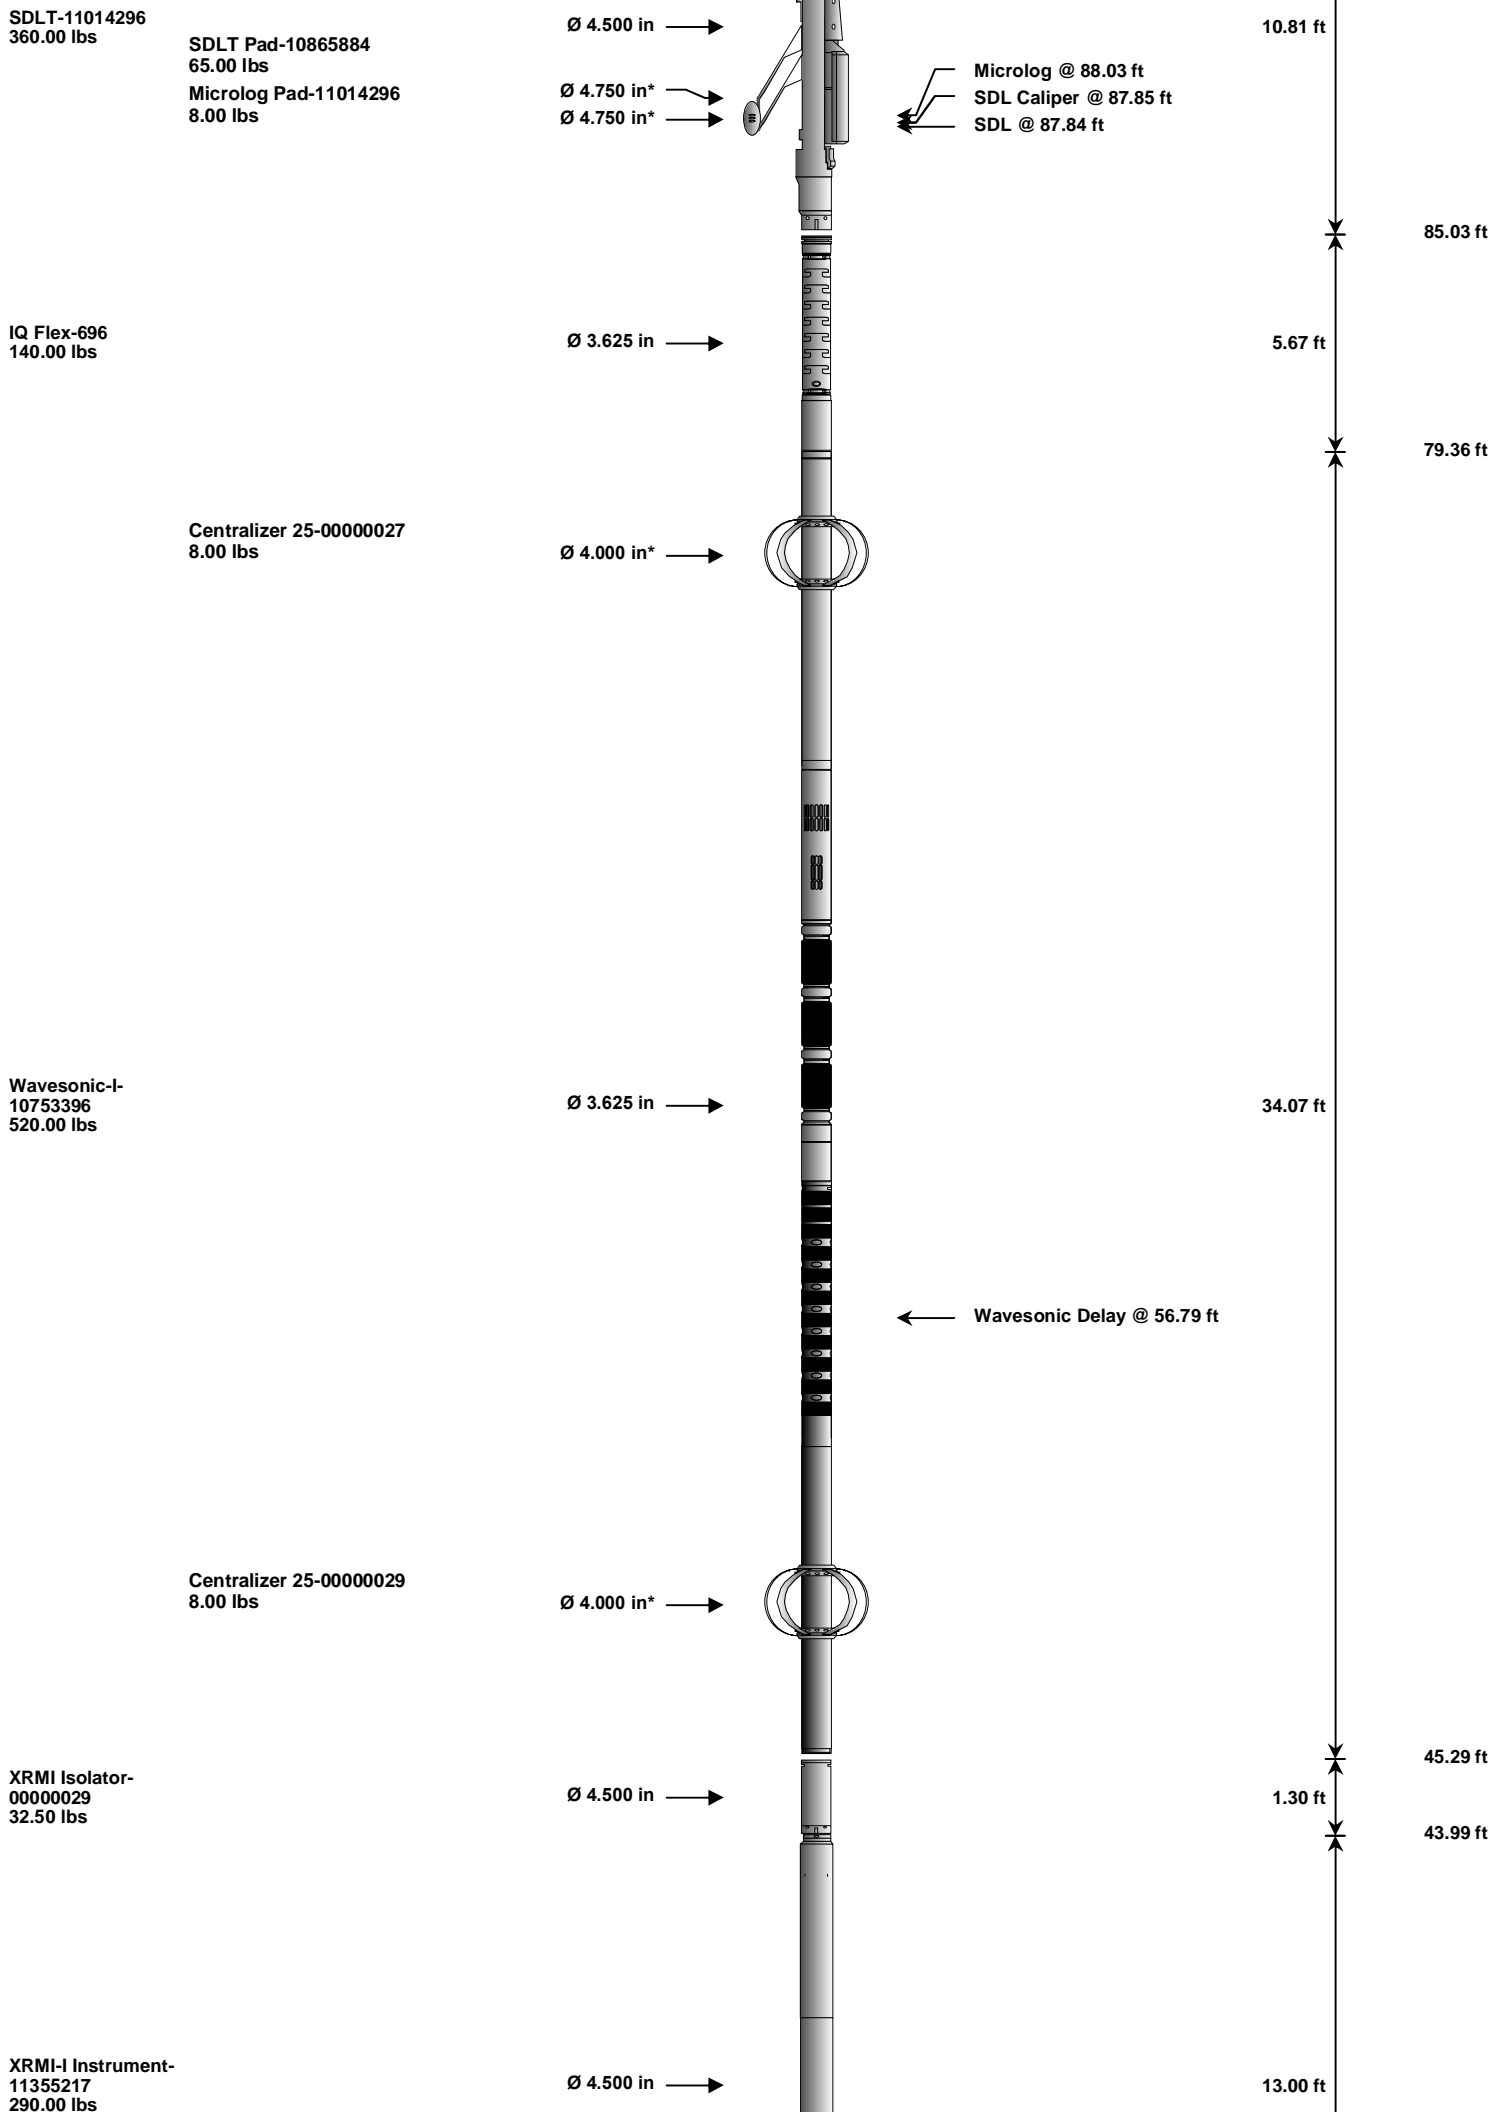 SDLT-11014296
360.00 lbs
Ø 4.500 in
10.81 ft
SDLT Pad-10865884
65.00 lbs
Microlog Pad-11014296
8.00 lbs
Ø 4.750 in*
Ø 4.750 in*
Microlog @ 88.03 ft
SDL Caliper @ 87.85 ft
SDL @ 87.84 ft
85.03 ft
IQ Flex-696
140.00 lbs
Ø 3.625 in
5.67 ft
79.36 ft
Centralizer 25-00000027
8.00 lbs
Ø 4.000 in*
Wavesonic-I-
10753396
520.00 lbs
Ø 3.625 in
34.07 ft
Wavesonic Delay @ 56.79 ft
Centralizer 25-00000029
8.00 lbs
Ø 4.000 in*
45.29 ft
XRMI Isolator-
00000029
32.50 lbs
Ø 4.500 in
1.30 ft
43.99 ft
XRMI-I Instrument-
11355217
290.00 lbs
Ø 4.500 in
13.00 ft